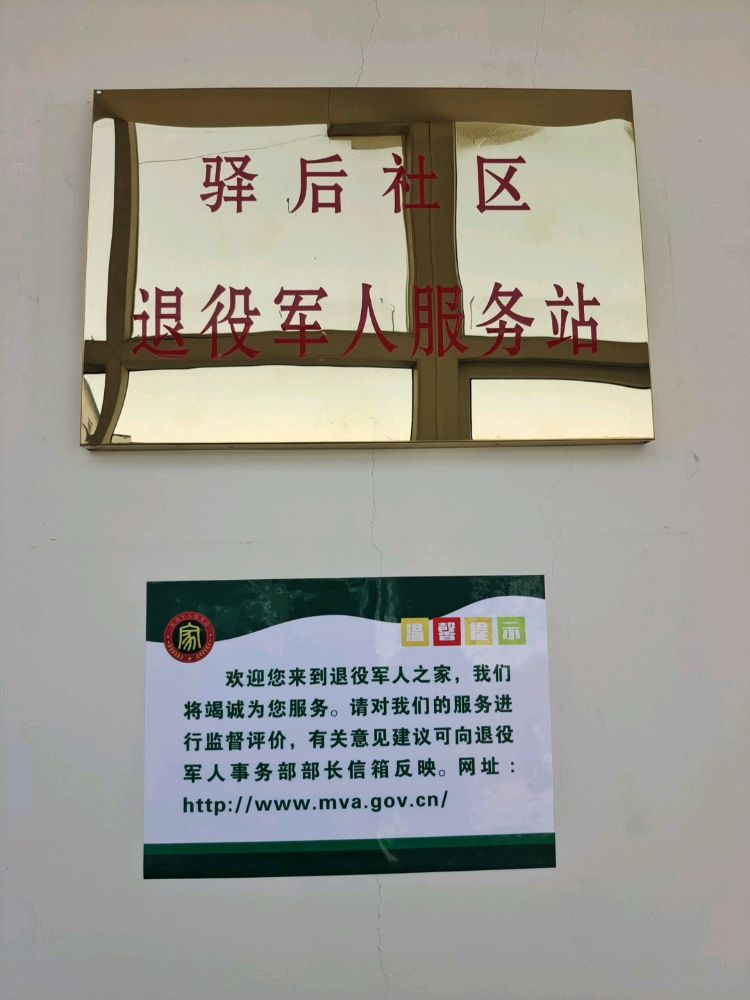 驿后社区
退役军人服务站
家
温馨提示
欢迎您来到退役军人之家，我们
将竭诚为您服务。请对我们的服务进
行监督评价，有关意见建议可向退役
军人事务部部长信箱反映。网址：
http://www.mva.gov.cn/